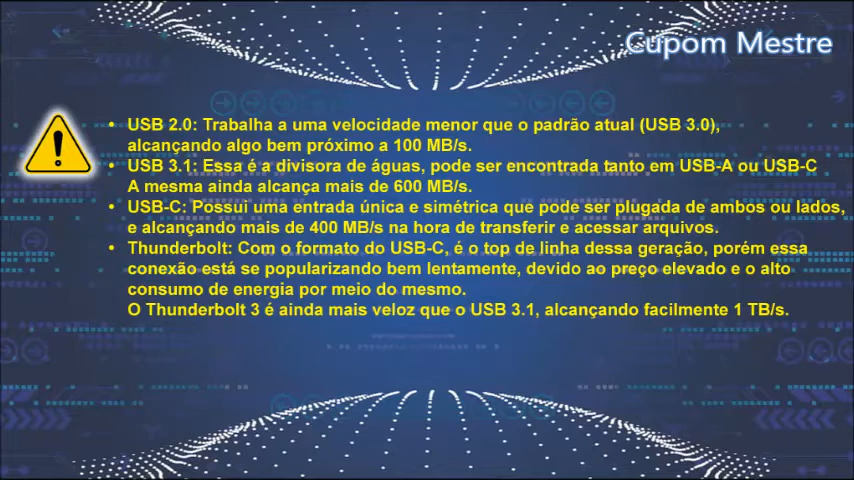 Cupom Mestre
• USB 2.0: Trabalha a uma velocidade menor que o padrão atual (USB 3.0),
alcançando algo bem próximo a 100 MB/s.
• USB 3.1: Essa é a divisora de águas, pode ser encontrada tanto em USB-A ou USB-C
A mesma ainda alcança mais de 600 MB/s.
• USB-C: Possui uma entrada única e simétrica que pode ser plugada de ambos ou lados,
e alcançando mais de 400 MB/s na hora de transferir e acessar arquivos.
• Thunderbolt: Com o formato do USB-C, é o top de linha dessa geração, porém essa
conexão está se popularizando bem lentamente, devido ao preço elevado e o alto
consumo de energia por meio do mesmo.
O Thunderbolt 3 é ainda mais veloz que o USB 3.1, alcançando facilmente 1 TB/s.